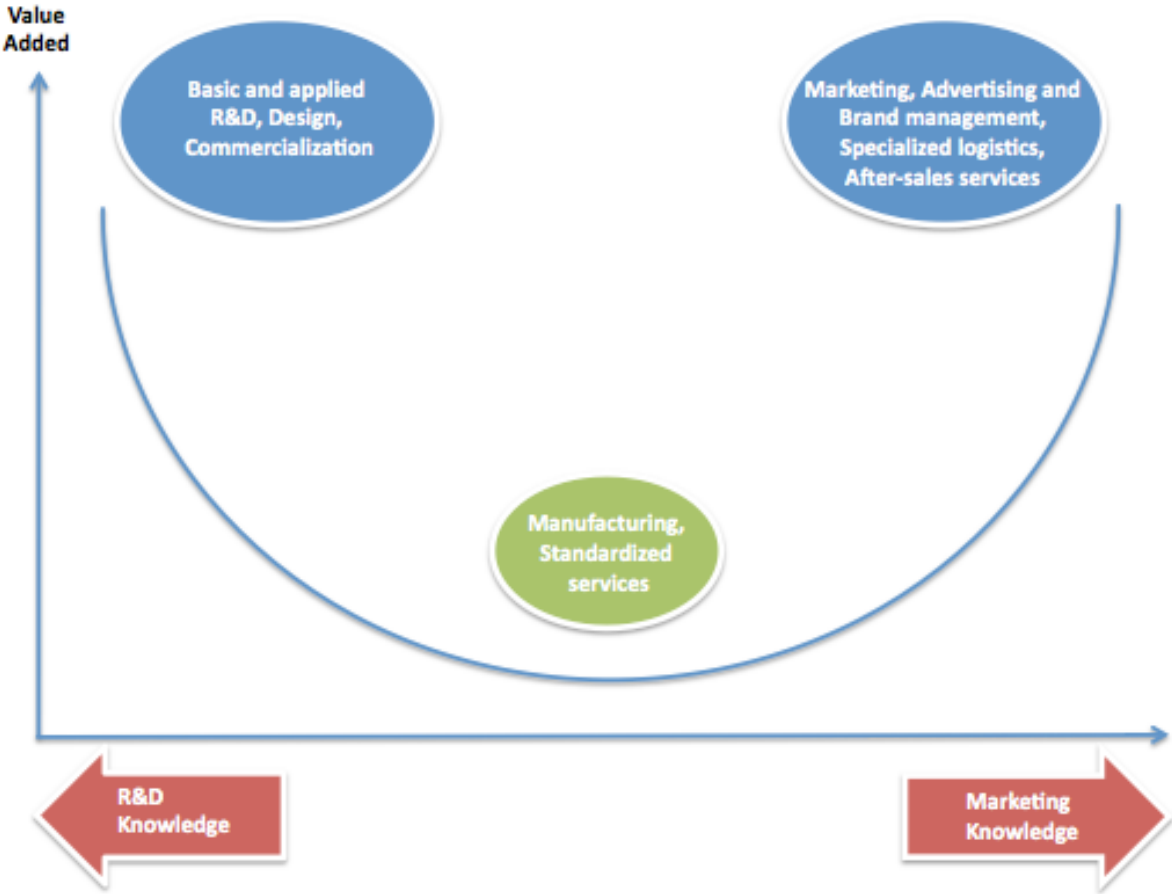 Value
Added
Basic and applied
R&D, Design,
Commercialization
Marketing, Advertising and
Brand management,
Specialized logistics,
After-sales services
Manufacturing,
Standardized
services
R&D
Knowledge
Marketing
Knowledge